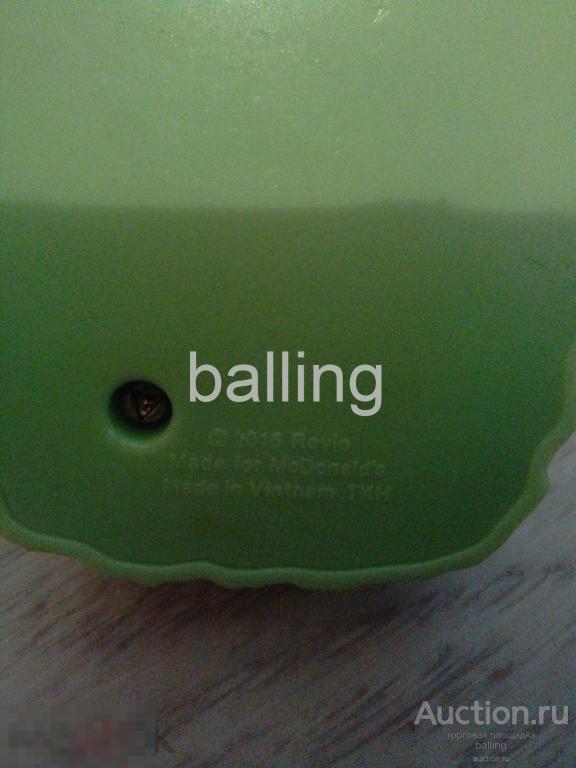 balling
© 2016 Rovio
Made for McDonald's
Made in Vietnam TKH
Auction.ru
торговая площадка
balling
auction.ru